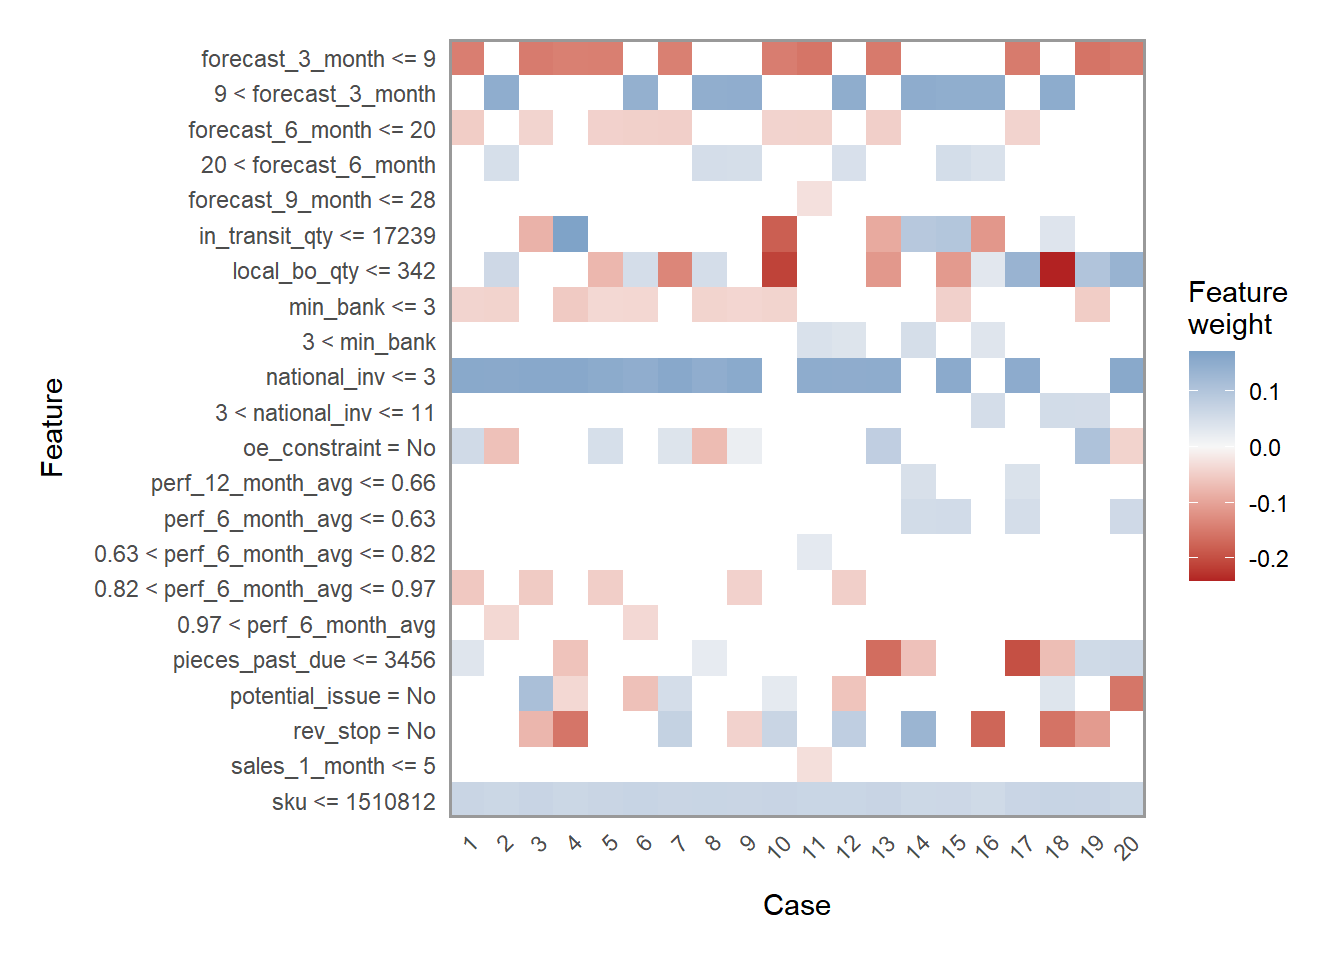 forecast_3_month <= 9
9 < forecast_3_month
forecast_6_month <= 20
20 < forecast_6_month
forecast_9_month <= 28
in_transit_qty <= 17239
local_bo_qty <= 342
min_bank <= 3
3 < min_bank
national_inv <= 3
3 < national_inv <= 11
oe_constraint = No
perf_12_month_avg <= 0.66
perf_6_month_avg <= 0.63
0.63 < perf_6_month_avg <= 0.82
0.82 < perf_6_month_avg <= 0.97
0.97 < perf_6_month_avg
pieces_past_due <= 3456
potential_issue = No
rev_stop = No
sales_1_month <= 5
sku <= 1510812
Feature
1 2 3 4 5 6 7 8 9 10 11 12 13 14 15 16 17 18 19 20
Case
Feature
weight
0.1
0.0
-0.1
-0.2